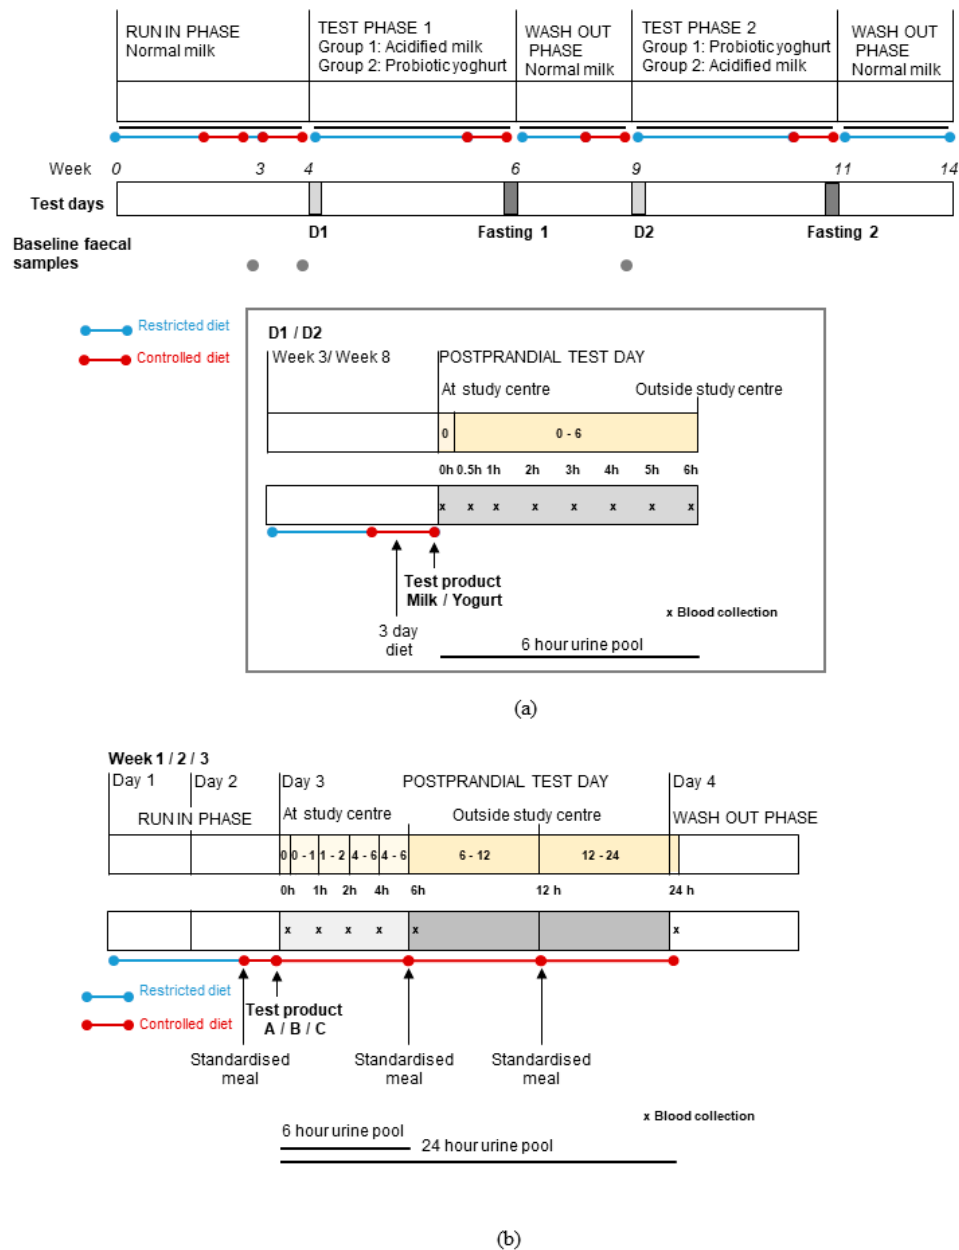 RUN IN PHASE
Normal milk
TEST PHASE 1
Group 1: Acidified milk
Group 2: Probiotic yoghurt
WASH OUT
PHASE
Normal milk
TEST PHASE 2
Group 1: Probiotic yoghurt
Group 2: Acidified milk
WASH OUT
PHASE
Normal milk
Week 0 3 4 6 9 11 14
Test days
D1 Fasting 1 D2 Fasting 2
Baseline faecal
samples
Restricted diet
Controlled diet
D1 / D2
Week 3/ Week 8 POSTPRANDIAL TEST DAY
At study centre Outside study centre
0 0 - 6
0h 0.5h 1h 2h 3h 4h 5h 6h
x x x x x x x x
Test product
Milk / Yogurt
x Blood collection
3 day
diet
6 hour urine pool
(a)
Week 1 / 2 / 3
Day 1 Day 2 Day 3 POSTPRANDIAL TEST DAY Day 4
RUN IN PHASE At study centre Outside study centre WASH OUT PHASE
0 0 - 1 1 - 2 4 - 6 4 - 6 6 - 12 12 - 24
0h 1h 2h 4h 6h 12 h 24 h
x x x x x x
Restricted diet
Controlled diet
Test product
A / B / C
Standardised
meal
Standardised
meal
Standardised
meal
x Blood collection
6 hour urine pool
24 hour urine pool
(b)